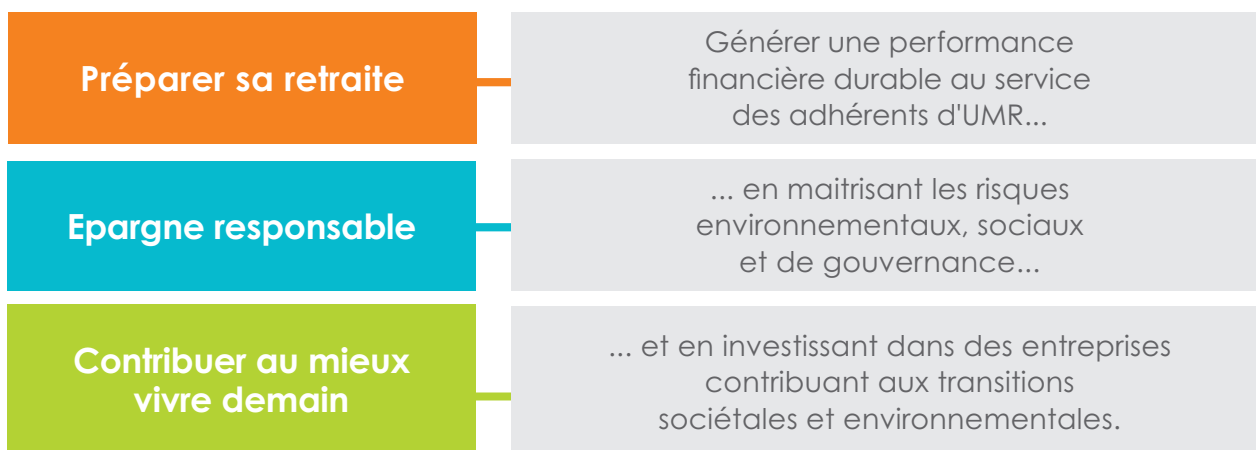 Préparer sa retraite
Générer une performance
financière durable au service
des adhérents d'UMR...
Epargne responsable
... en maitrisant les risques
environnementaux, sociaux
et de gouvernance...
Contribuer au mieux
vivre demain
... et en investissant dans des entreprises
contribuant aux transitions
sociétales et environnementales.